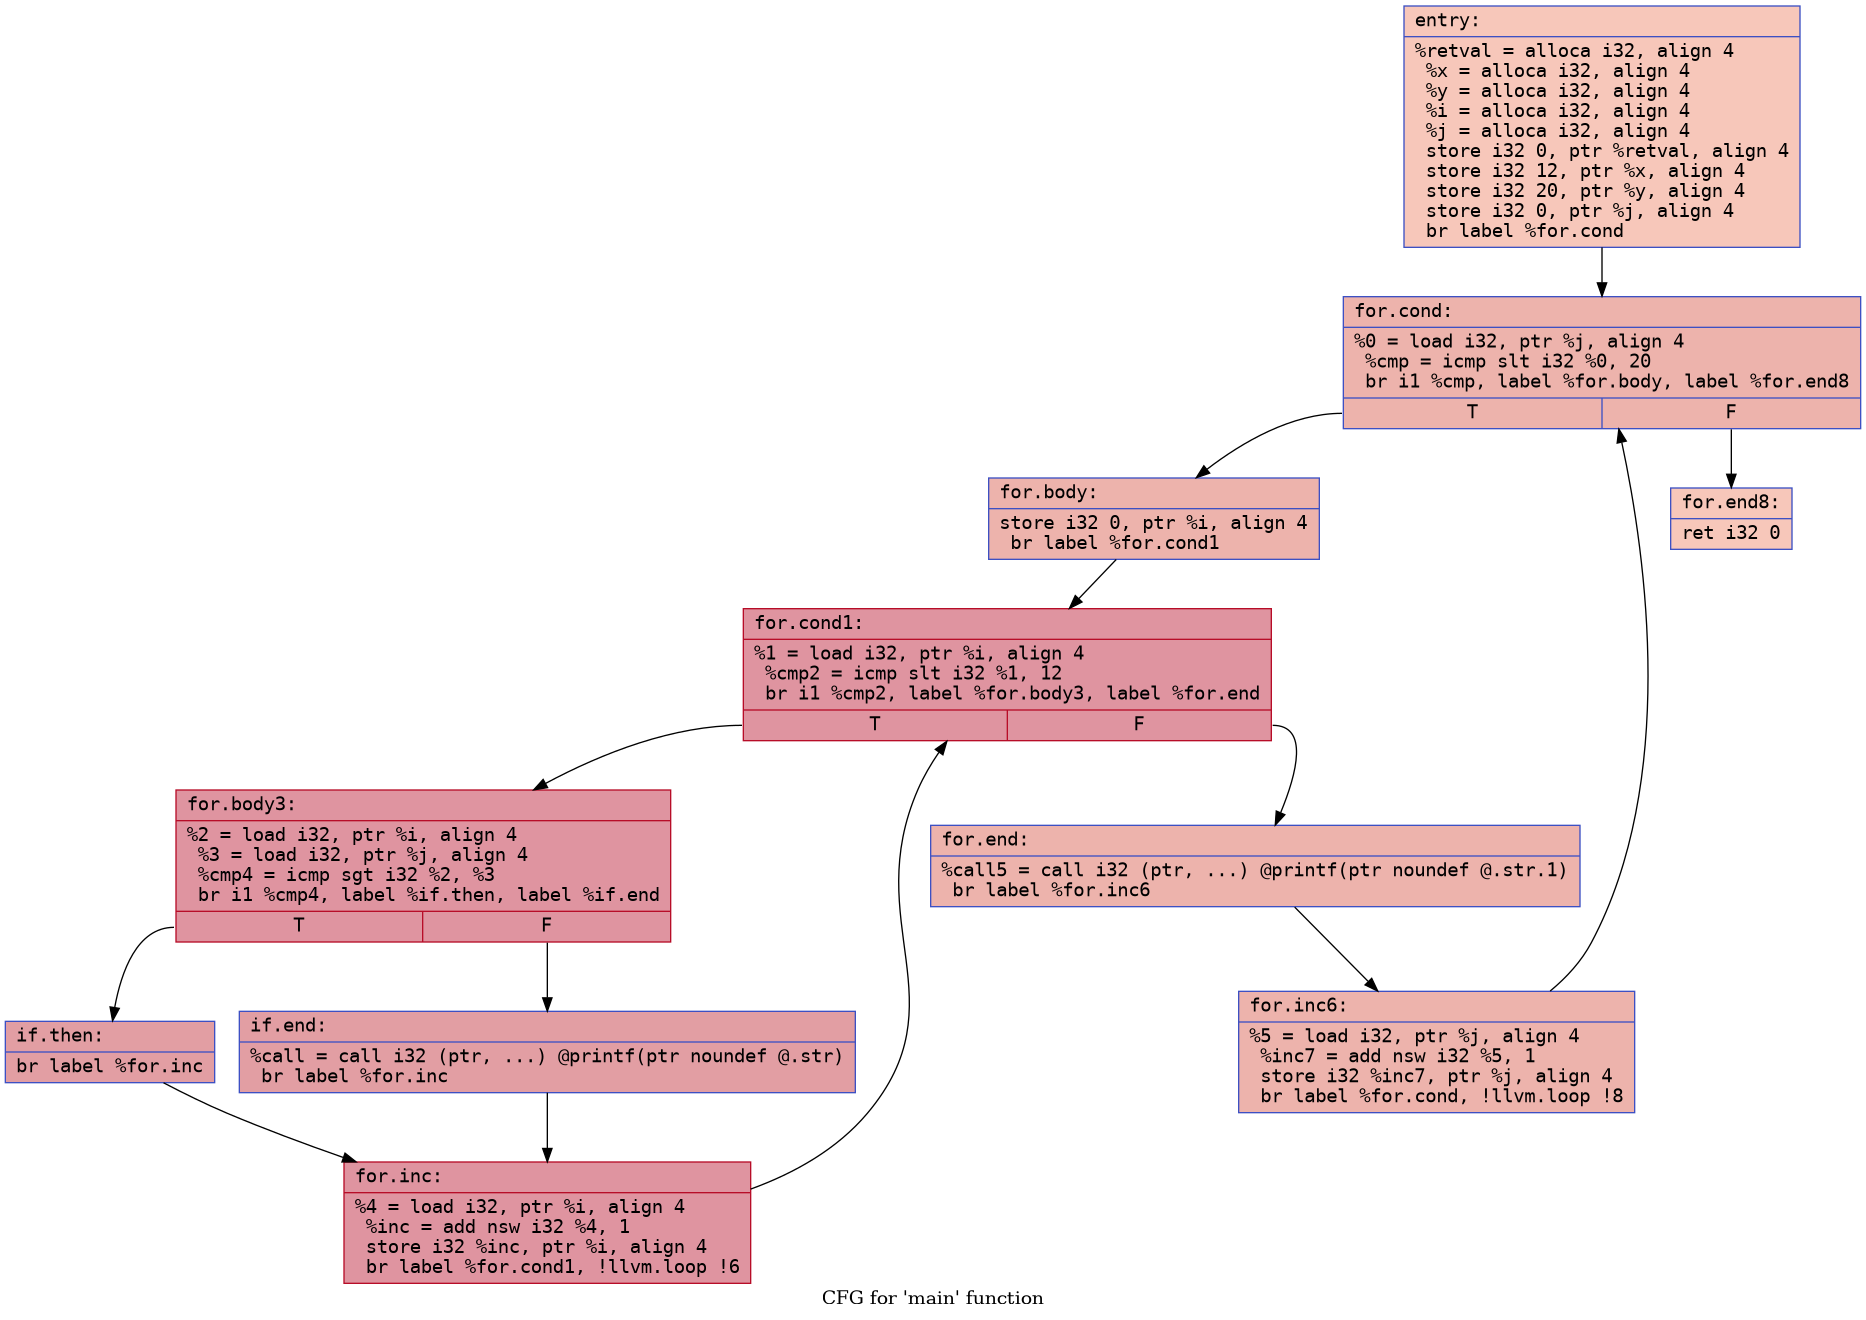 entry:
%retval = alloca i32, align 4
%x = alloca i32, align 4
%y = alloca i32, align 4
%i = alloca i32, align 4
%j = alloca i32, align 4
store i32 0, ptr %retval, align 4
store i32 12, ptr %x, align 4
store i32 20, ptr %y, align 4
store i32 0, ptr %j, align 4
br label %for.cond
for.cond:
%0 = load i32, ptr %j, align 4
%cmp = icmp slt i32 %0, 20
br i1 %cmp, label %for.body, label %for.end8
T F
for.body:
store i32 0, ptr %i, align 4
br label %for.cond1
for.end8:
ret i32 0
for.cond1:
%1 = load i32, ptr %i, align 4
%cmp2 = icmp slt i32 %1, 12
br i1 %cmp2, label %for.body3, label %for.end
T F
for.body3:
%2 = load i32, ptr %i, align 4
%3 = load i32, ptr %j, align 4
%cmp4 = icmp sgt i32 %2, %3
br i1 %cmp4, label %if.then, label %if.end
T F
for.end:
%call5 = call i32 (ptr, ...) @printf(ptr noundef @.str.1)
br label %for.inc6
if.then:
br label %for.inc
if.end:
%call = call i32 (ptr, ...) @printf(ptr noundef @.str)
br label %for.inc
for.inc6:
%5 = load i32, ptr %j, align 4
%inc7 = add nsw i32 %5, 1
store i32 %inc7, ptr %j, align 4
br label %for.cond, !llvm.loop !8
for.inc:
%4 = load i32, ptr %i, align 4
%inc = add nsw i32 %4, 1
store i32 %inc, ptr %i, align 4
br label %for.cond1, !llvm.loop !6
CFG for 'main' function